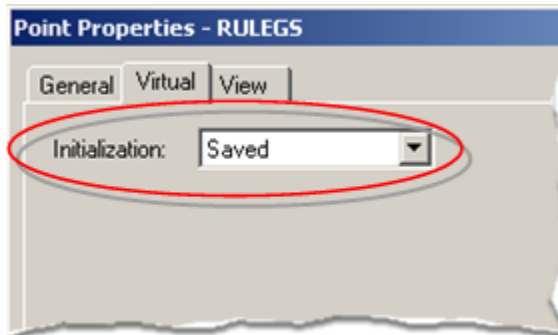 Point Properties - RULEGS
General Virtual View
Initialization: Saved